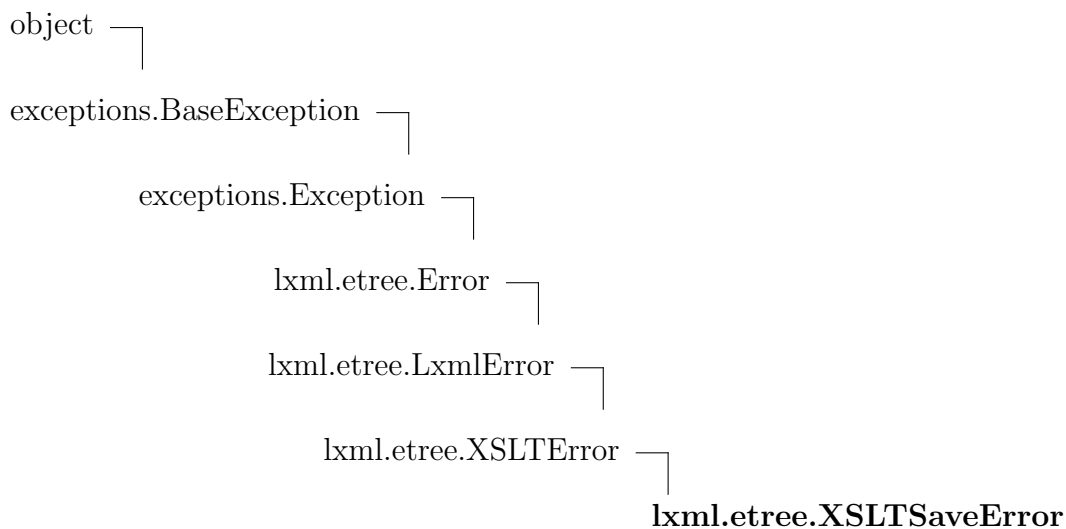 object
exceptions.BaseException
exceptions.Exception
lxml.etree.Error
lxml.etree.LxmlError
lxml.etree.XSLTError
lxml.etree.XSLTSaveError